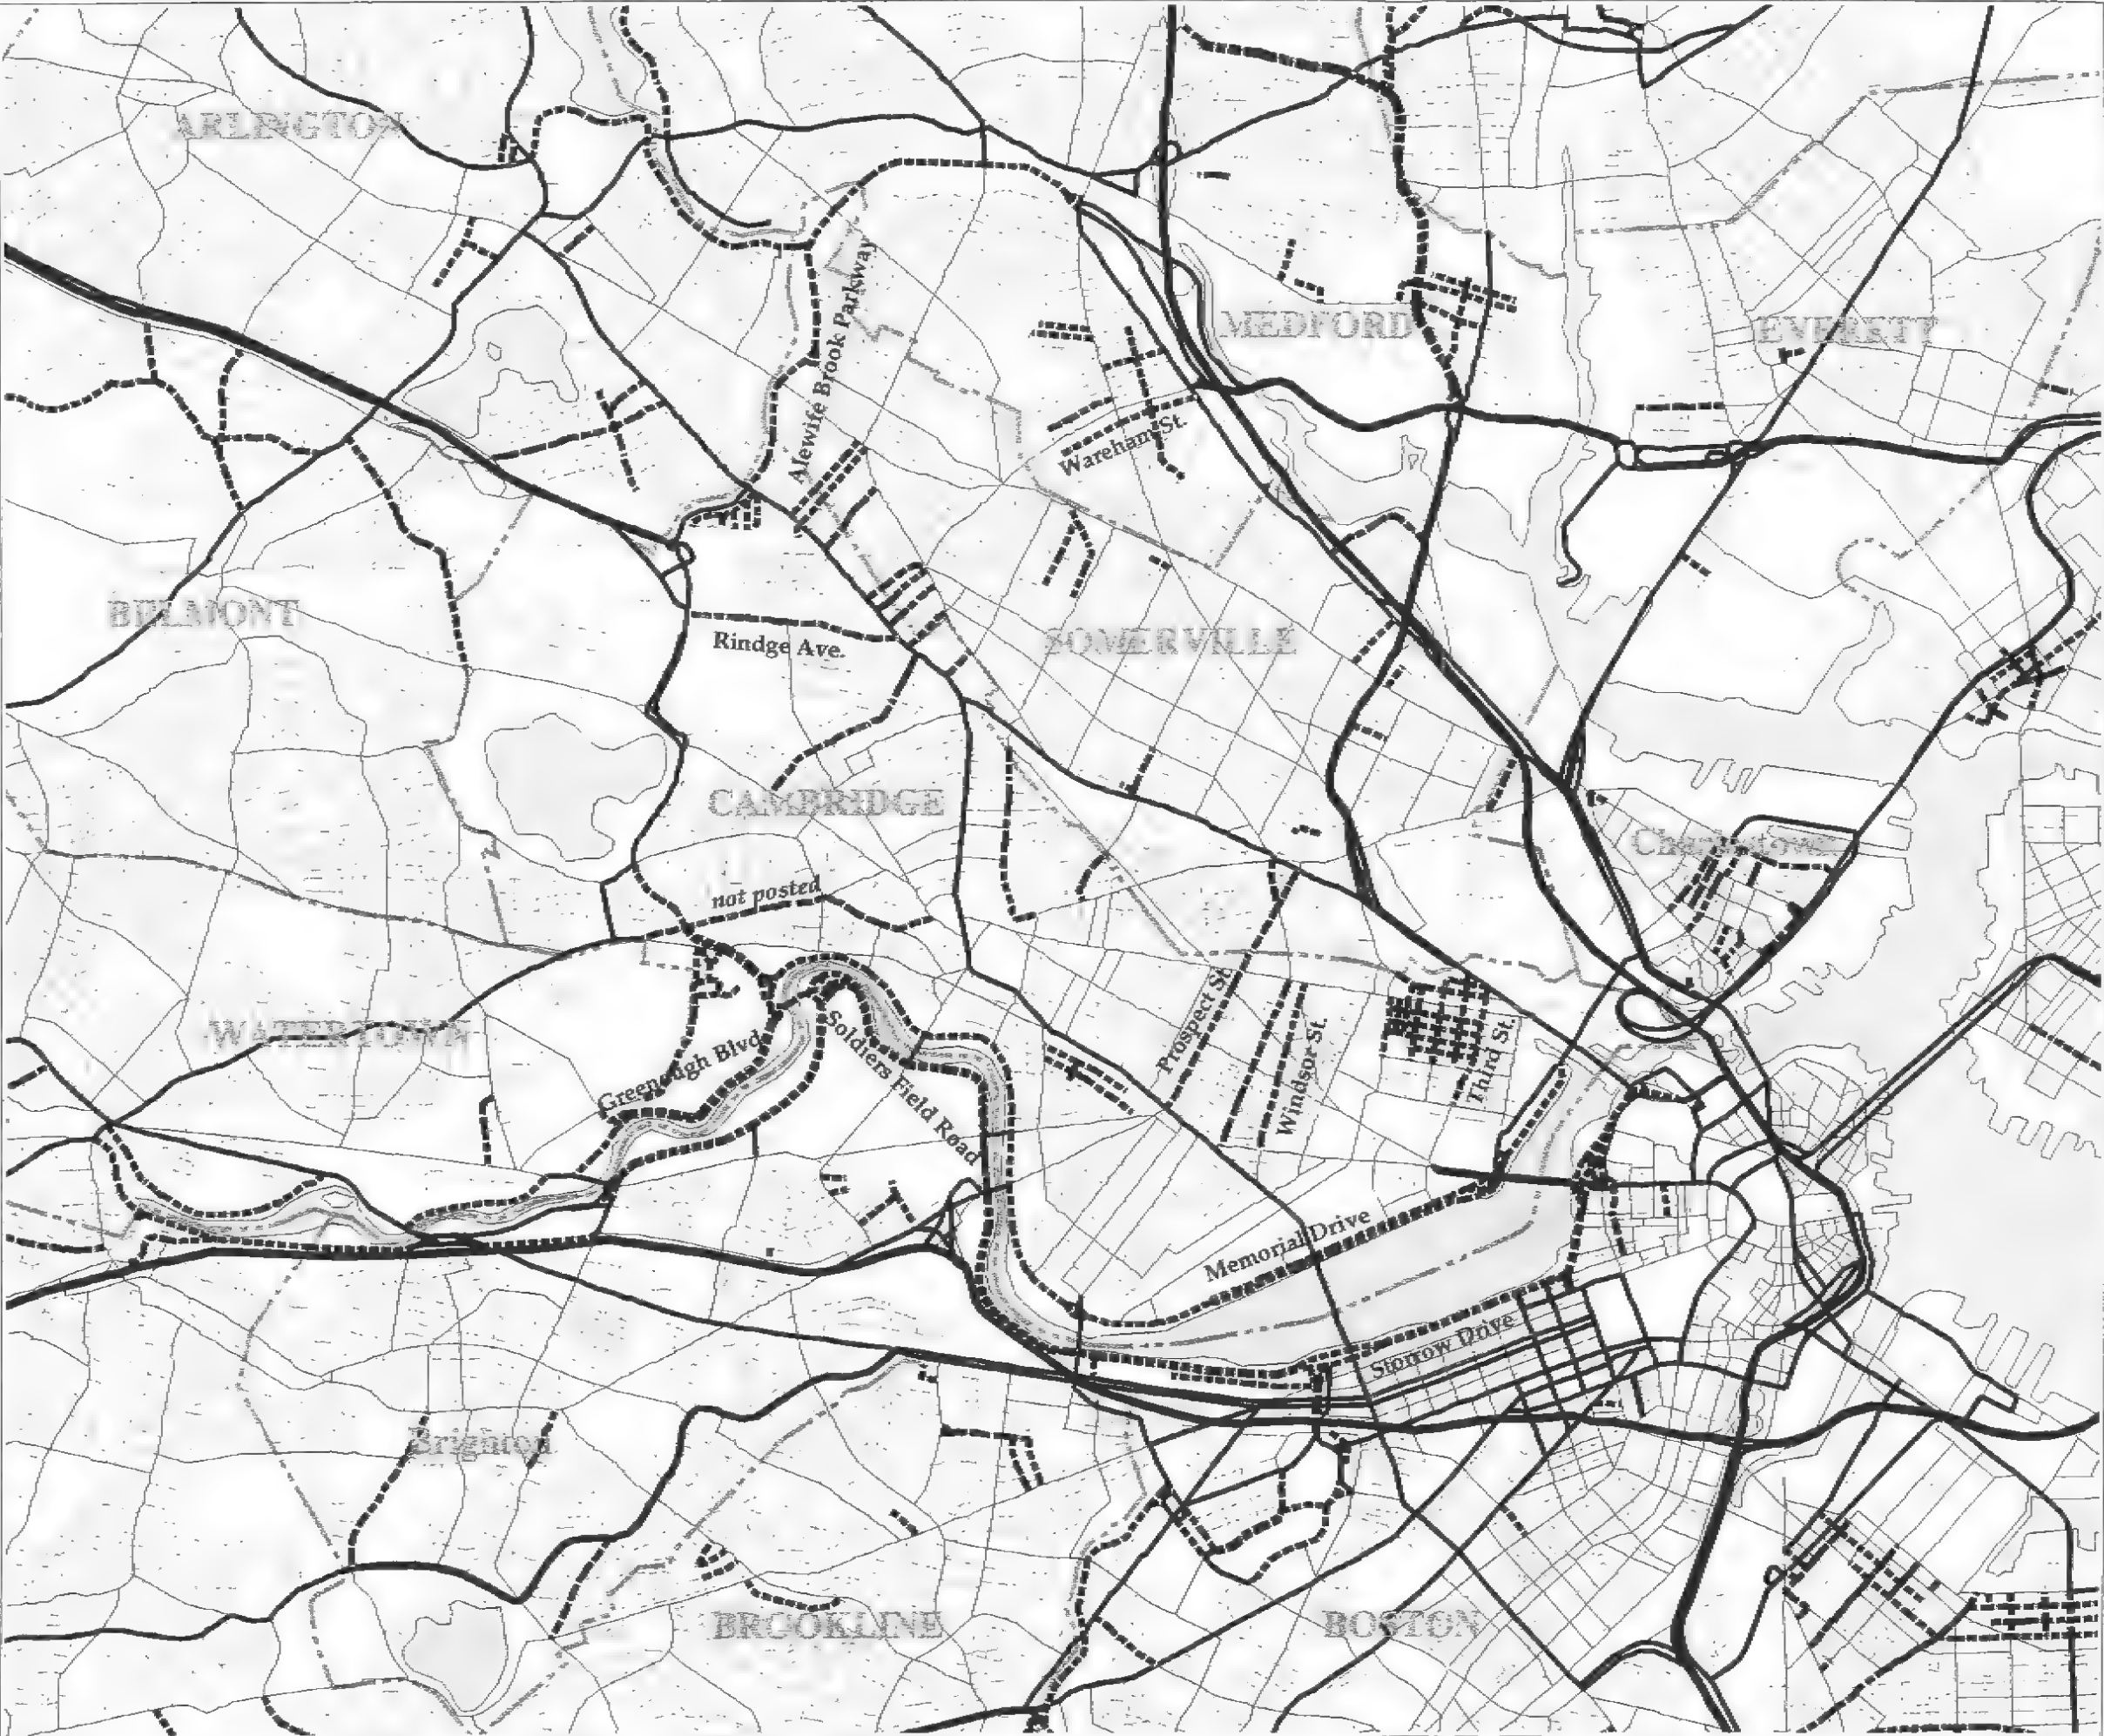 ARLINGTON
MEDFORD
EVERETT
Alewife Brook Parkway
Wareham St.
BELMONT
Rindge Ave.
SOMERVILLE
CAMBRIDGE
Charlestown
not posted
WATERTOWN
Greenough Blvd.
Soldiers Field Road
Prospect St.
Windsor St.
Third St.
Memorial Drive
Storrow Drive
Brighton
BROOKLINE
BOSTON